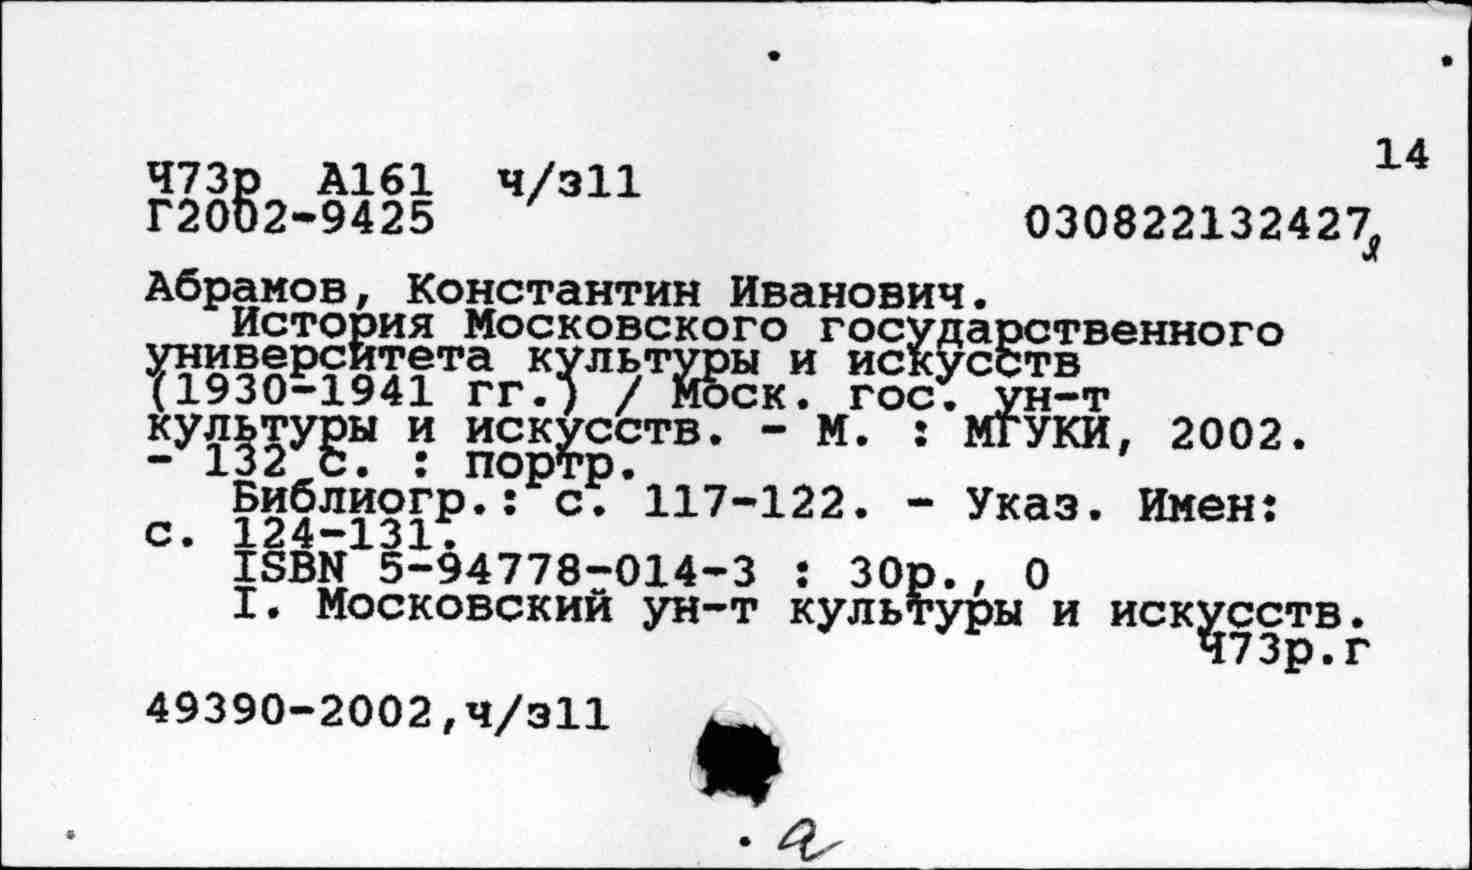 14
Ч73р А161 ч/з11
Г2002-9425 030822132427
Абрамов, Константин Иванович.
История Московского государственного
университета культуры и искусств
(1930-1941 гг.) / Моск. гос. ун-т
культуры и искусств. - М. : МГУКИ, 2002.
- 132 с. : портр.
Библиогр.: с. 117-122. - Указ. Имен:
с. 124-131.
ISBN 5-94778-014-3 : 30р., 0
I. Московский ун-т культуры и искусств.
Ч73р.г
49390-2002,ч/з11